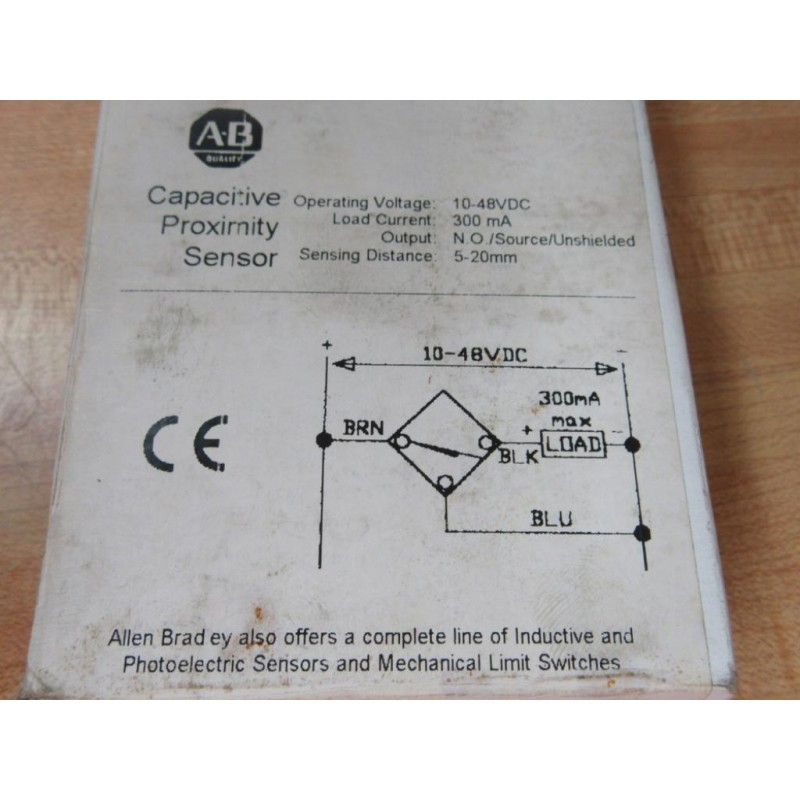 A-B
QUALITY
Capacitive
Proximity
Sensor
Operating Voltage: 10-48VDC
Load Current: 300 mA
Output: N.O./Source/Unshielded
Sensing Distance: 5-20mm
+ 10-48VDC -
300mA
max
BRN
+ LOAD -
BLK
BLU
CE
Allen Bradley also offers a complete line of Inductive and
Photoelectric Sensors and Mechanical Limit Switches